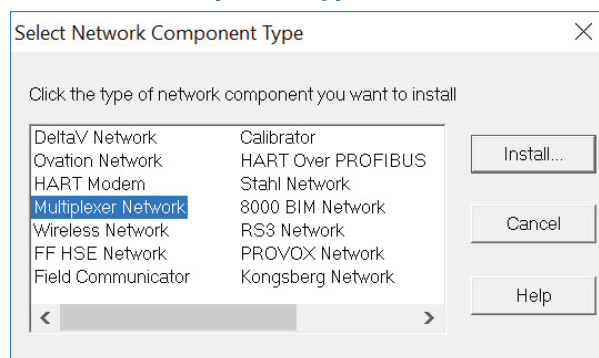 Select Network Component Type
Click the type of network component you want to install
DeltaV Network
Ovation Network
HART Modem
Multiplexer Network
Wireless Network
FF HSE Network
Field Communicator
Calibrator
HART Over PROFIBUS
Stahl Network
8000 BIM Network
RS3 Network
PROVOX Network
Kongsberg Network
Install...
Cancel
Help